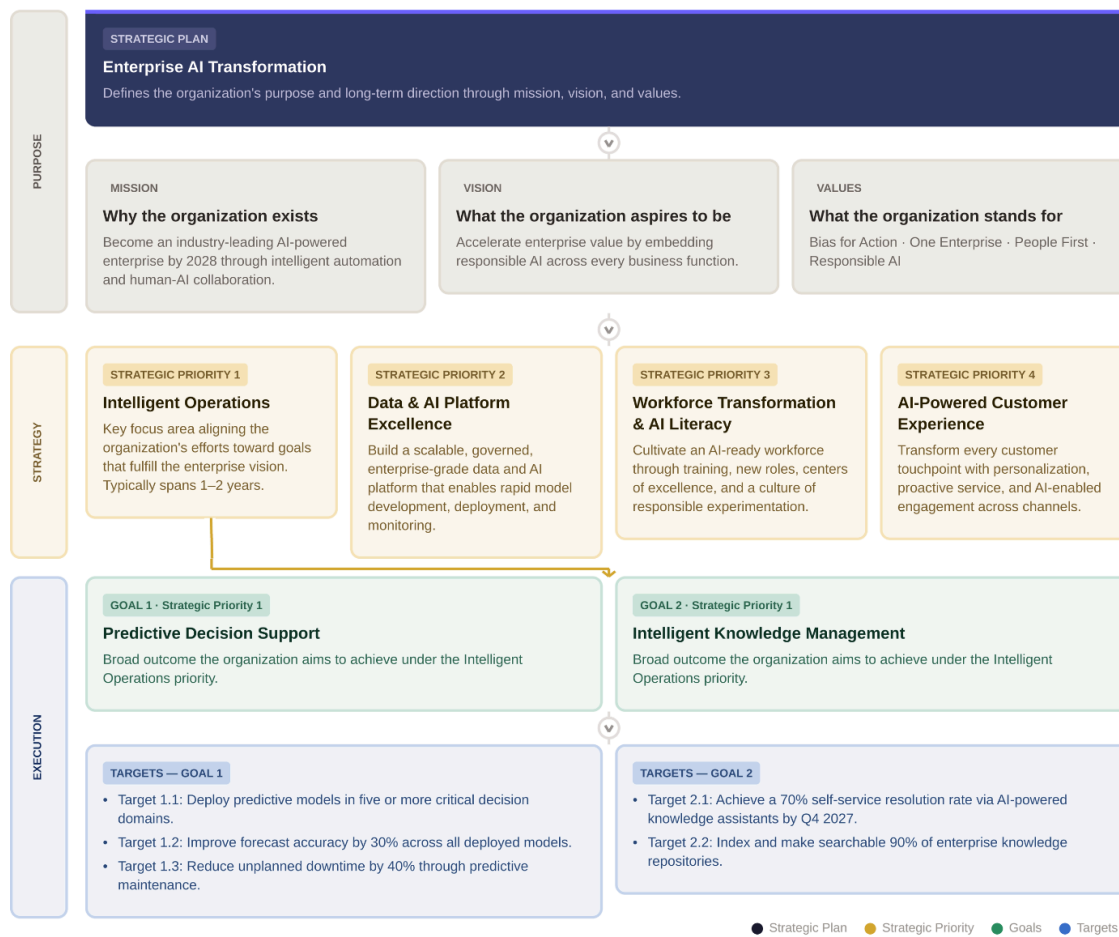 PURPOSE
STRATEGIC PLAN
Enterprise AI Transformation
Defines the organization's purpose and long-term direction through mission, vision, and values.
MISSION
Why the organization exists
Become an industry-leading AI-powered
enterprise by 2028 through intelligent automation
and human-AI collaboration.
VISION
What the organization aspires to be
Accelerate enterprise value by embedding
responsible AI across every business function.
VALUES
What the organization stands for
Bias for Action · One Enterprise · People First ·
Responsible AI
STRATEGY
STRATEGIC PRIORITY 1
Intelligent Operations
Key focus area aligning the
organization's efforts toward goals
that fulfill the enterprise vision.
Typically spans 1–2 years.
STRATEGIC PRIORITY 2
Data & AI Platform
Excellence
Build a scalable, governed,
enterprise-grade data and AI
platform that enables rapid model
development, deployment, and
monitoring.
STRATEGIC PRIORITY 3
Workforce Transformation
& AI Literacy
Cultivate an AI-ready workforce
through training, new roles, centers
of excellence, and a culture of
responsible experimentation.
STRATEGIC PRIORITY 4
AI-Powered Customer
Experience
Transform every customer
touchpoint with personalization,
proactive service, and AI-enabled
engagement across channels.
EXECUTION
GOAL 1 · Strategic Priority 1
Predictive Decision Support
Broad outcome the organization aims to achieve under the Intelligent
Operations priority.
GOAL 2 · Strategic Priority 1
Intelligent Knowledge Management
Broad outcome the organization aims to achieve under the Intelligent
Operations priority.
TARGETS — GOAL 1
• Target 1.1: Deploy predictive models in five or more critical decision
domains.
• Target 1.2: Improve forecast accuracy by 30% across all deployed models.
• Target 1.3: Reduce unplanned downtime by 40% through predictive
maintenance.
TARGETS — GOAL 2
• Target 2.1: Achieve a 70% self-service resolution rate via AI-powered
knowledge assistants by Q4 2027.
• Target 2.2: Index and make searchable 90% of enterprise knowledge
repositories.
Strategic Plan
Strategic Priority
Goals
Targets